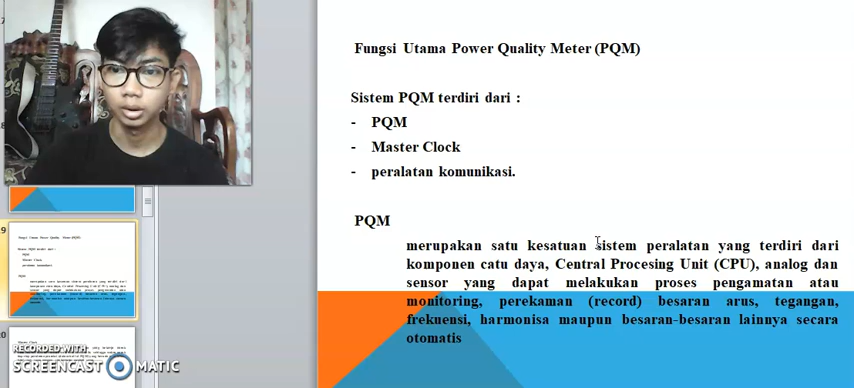 Fungsi Utama Power Quality Meter (PQM)
Sistem PQM terdiri dari :
- PQM
- Master Clock
- peralatan komunikasi.
PQM
merupakan satu kesatuan sistem peralatan yang terdiri dari
komponen catu daya, Central Procesing Unit (CPU), analog dan
sensor yang dapat melakukan proses pengamatan atau
monitoring, perekaman (record) besaran arus, tegangan,
frekuensi, harmonisa maupun besaran-besaran lainnya secara
otomatis
19
20
RECORDED WITH
SCREENCAST MATIC